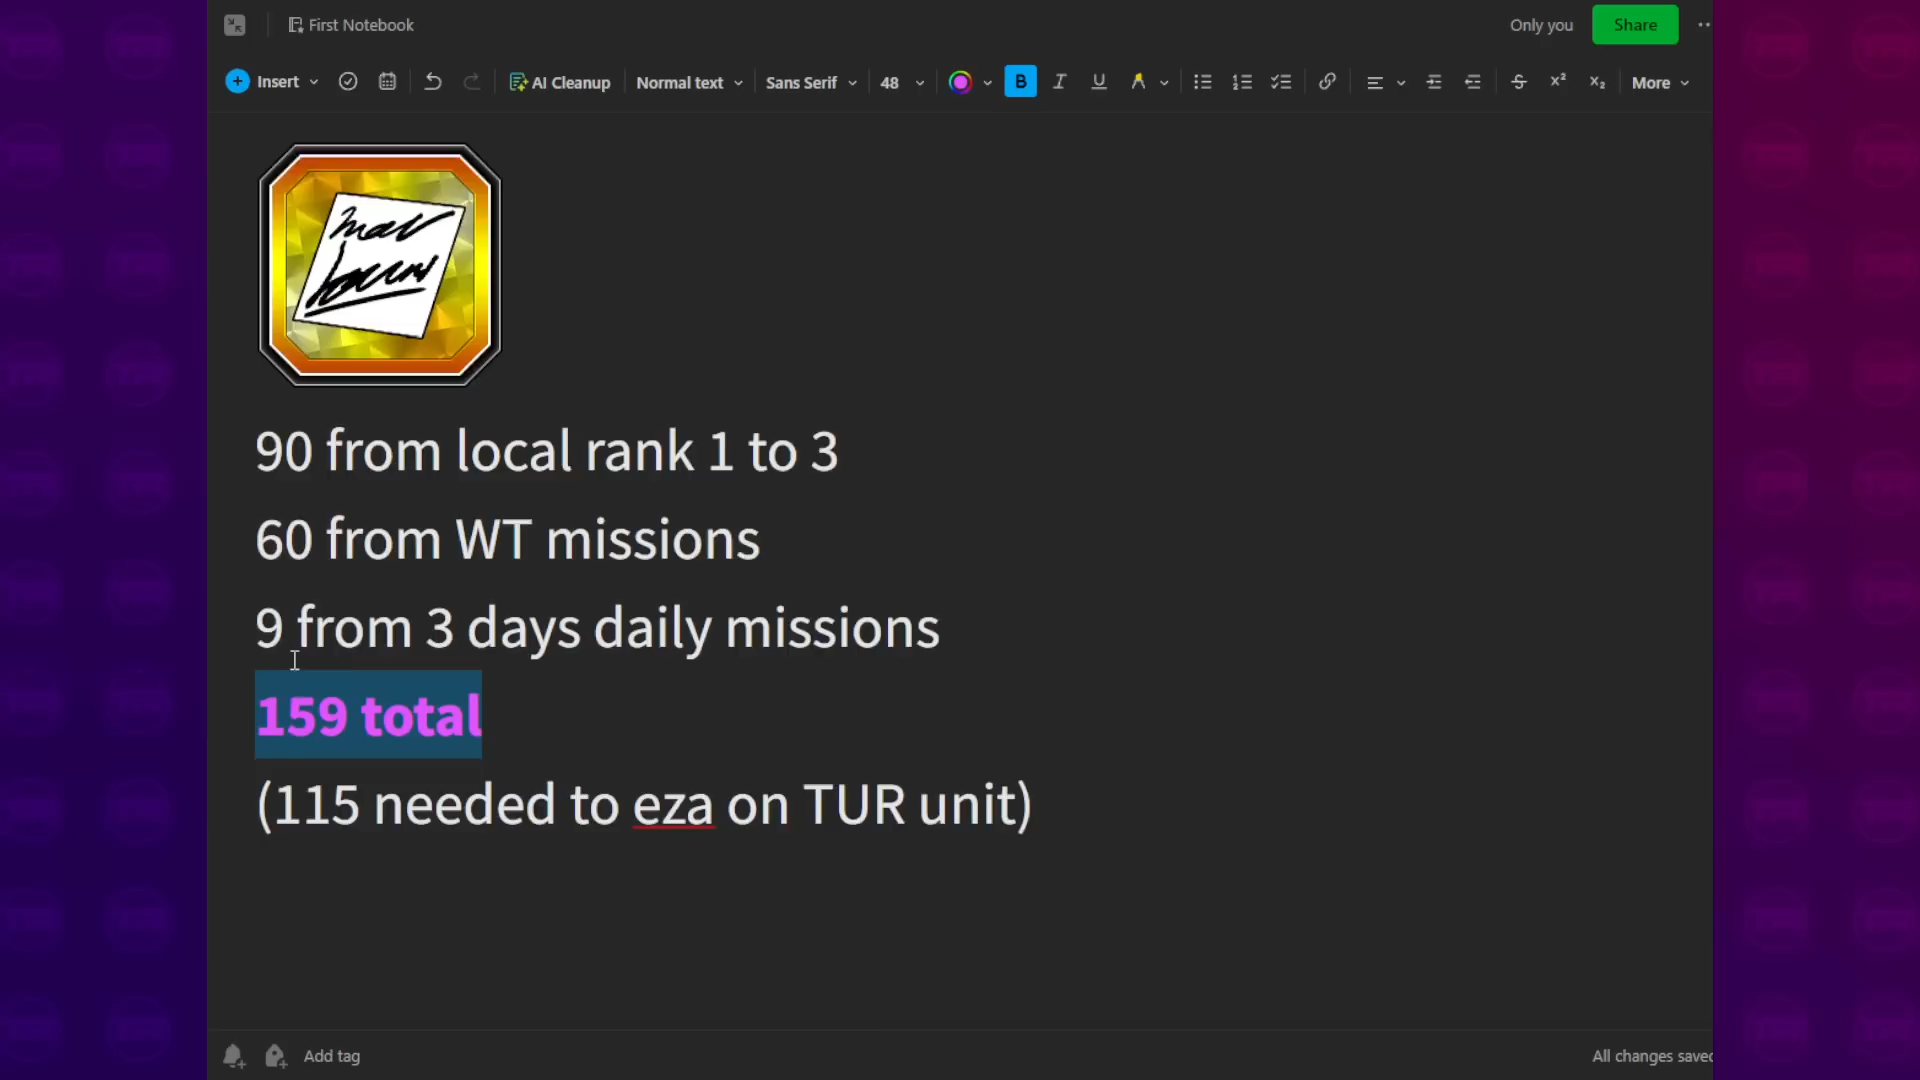 First Notebook
Only you
Share
Insert
AI Cleanup
Normal text
Sans Serif
48
B
More
90 from local rank 1 to 3
60 from WT missions
9 from 3 days daily missions
159 total
(115 needed to eza on TUR unit)
Add tag
All changes saved